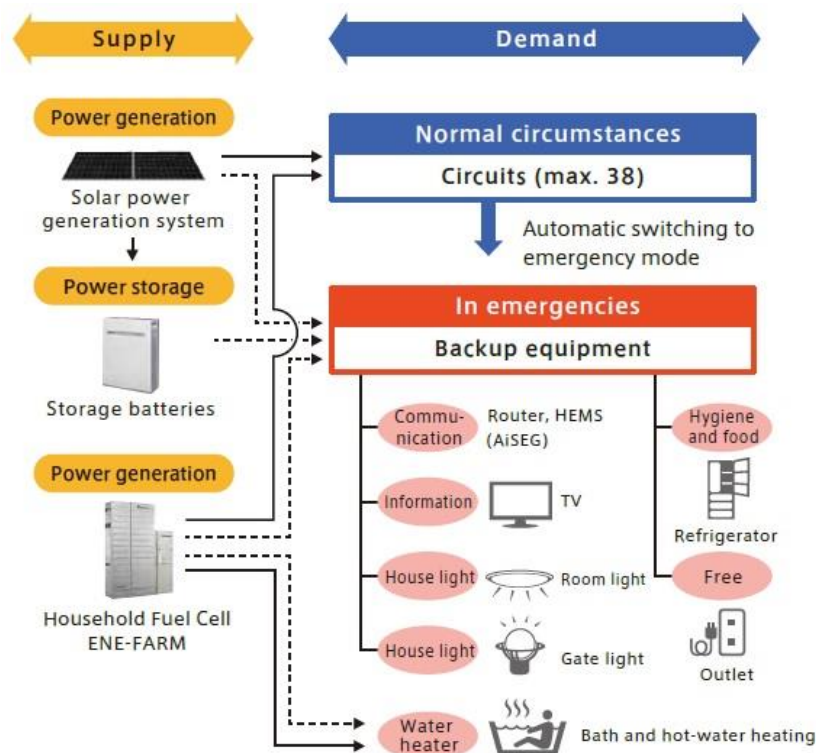 Supply
Demand
Power generation
Solar power
generation system
Power storage
Storage batteries
Power generation
Household Fuel Cell
ENE-FARM
Normal circumstances
Circuits (max. 38)
Automatic switching to
emergency mode
In emergencies
Backup equipment
Commu-
nication
Router, HEMS
(AiSEG)
Information
TV
House light
Room light
House light
Gate light
Water
heater
Bath and hot-water heating
Hygiene
and food
Refrigerator
Free
Outlet